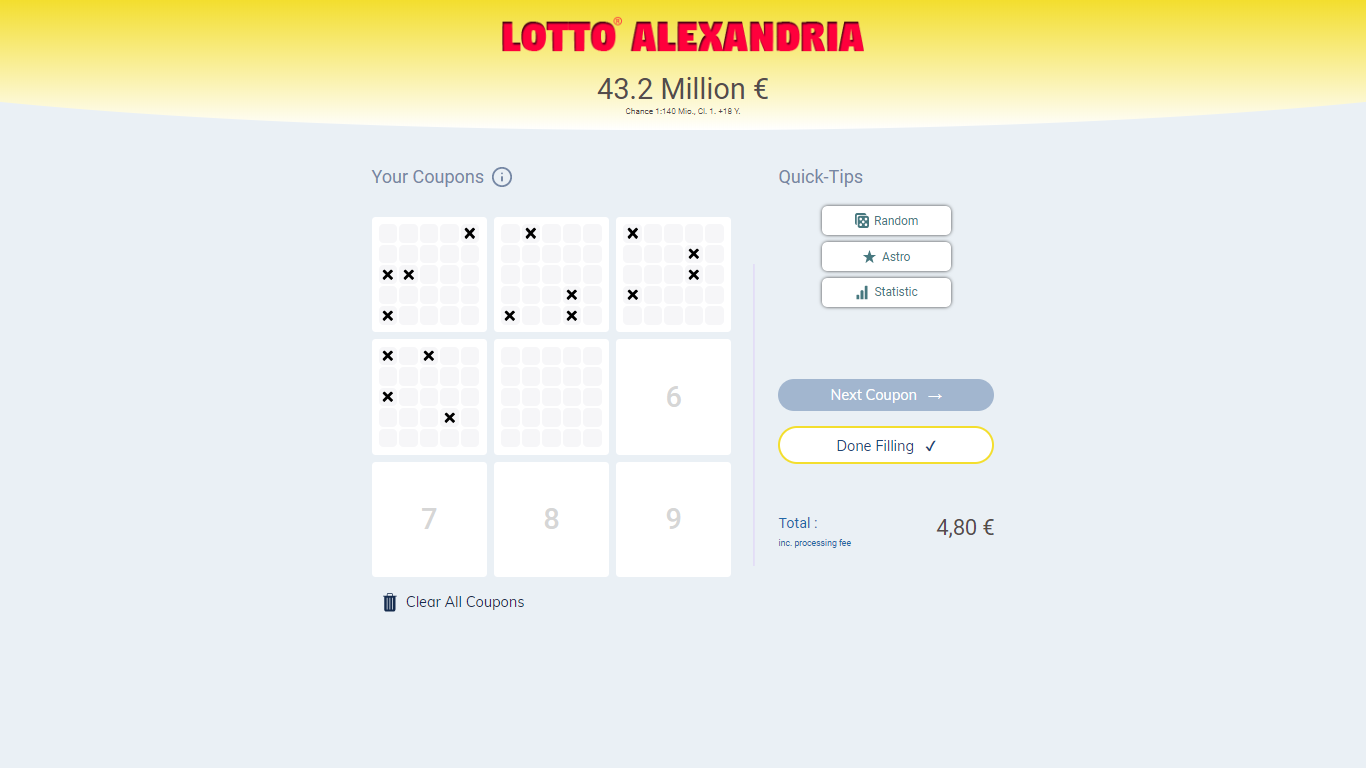 LOTTO® ALEXANDRIA
43.2 Million €
Chance 1:140 Mio., Cl. 1. +18 Y.
Your Coupons
Quick-Tips
Random
Astro
Statistic
6
7
8
9
Next Coupon →
Done Filling ✓
Total :
4,80 €
inc. processing fee
Clear All Coupons